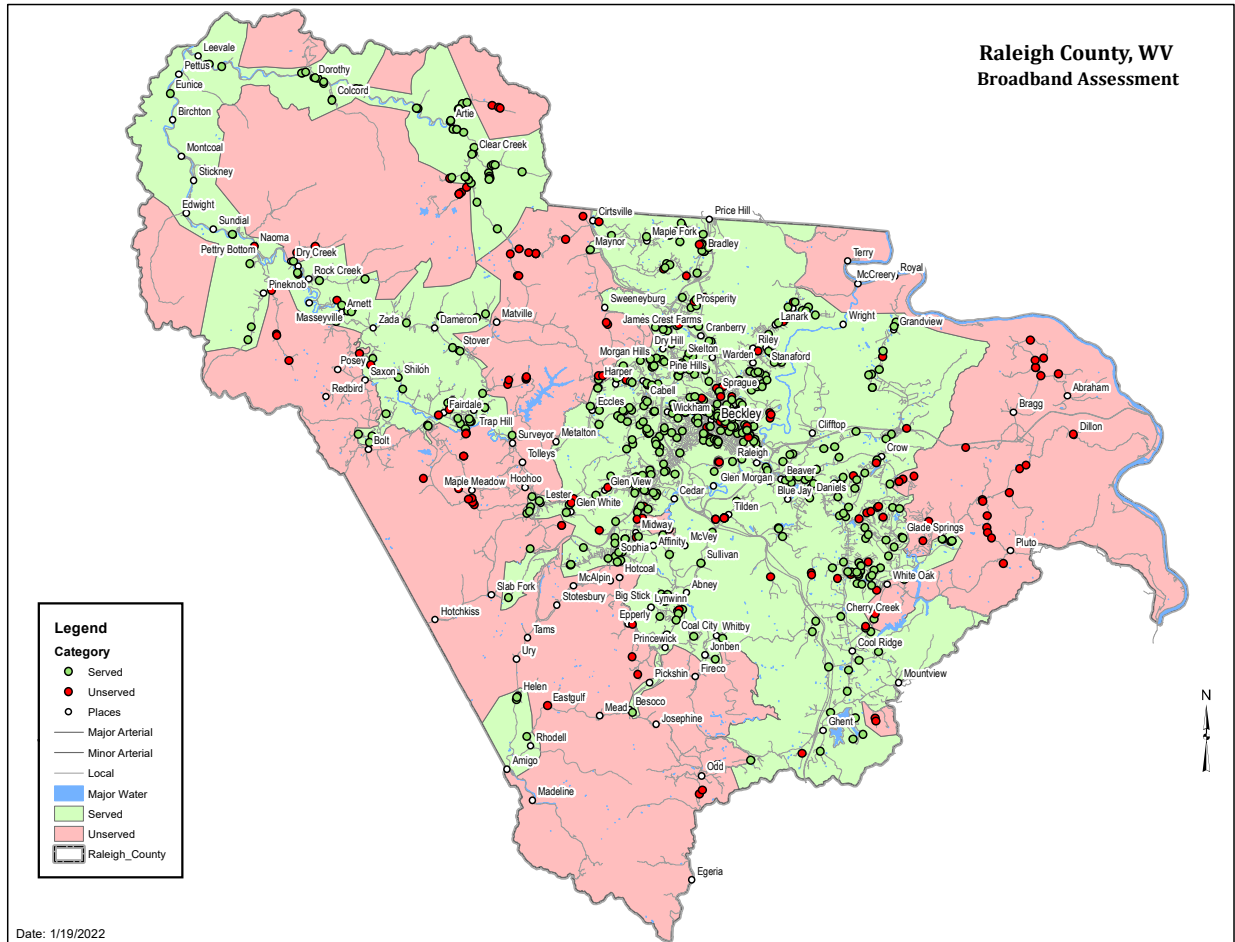 Raleigh County, WV
Broadband Assessment
Leevale
Pettus
Dorothy
Eunice
Colcord
Artie
Birchton
Clear Creek
Montcoal
Stickney
Edwight
Sundial
Cirtsville
Price Hill
Maple Fork
Naoma
Maynor
Bradley
Pettry Bottom
Dry Creek
Terry
Rock Creek
McCreery
Royal
Pineknob
Arnett
Sweeneyburg
Prosperity
Masseyville
Zada
Dameron
Matville
James Crest Farms
Lanark
Wright
Grandview
Cranberry
Stover
Dry Hill
Riley
Morgan Hills
Skelton
Warden
Stanaford
Posey
Saxon
Shiloh
Harper
Pine Hills
Redbird
Cabell
Sprague
Abraham
Fairdale
Eccles
Wickham
Beckley
Bragg
Trap Hill
Clifftop
Dillon
Bolt
Surveyor
Metalton
Tolleys
Raleigh
Crow
Maple Meadow
Hoohoo
Glen View
Glen Morgan
Beaver
Lester
Glen White
Cedar
Blue Jay
Daniels
Tilden
Midway
Glade Springs
Affinity
McVey
Sophia
Sullivan
Pluto
Hotcoal
McAlpin
White Oak
Slab Fork
Big Stick
Lynwinn
Abney
Hotchkiss
Stotesbury
Epperly
Cherry Creek
Tams
Coal City
Whitby
Princewick
Cool Ridge
Ury
Jonben
Pickshin
Fireco
Mountview
Helen
Eastgulf
Mead
Besoco
Josephine
Ghent
Rhodell
Amigo
Odd
Madeline
Egeria
N
Legend
Category
Served
Unserved
Places
Major Arterial
Minor Arterial
Local
Major Water
Served
Unserved
Raleigh_County
Date: 1/19/2022